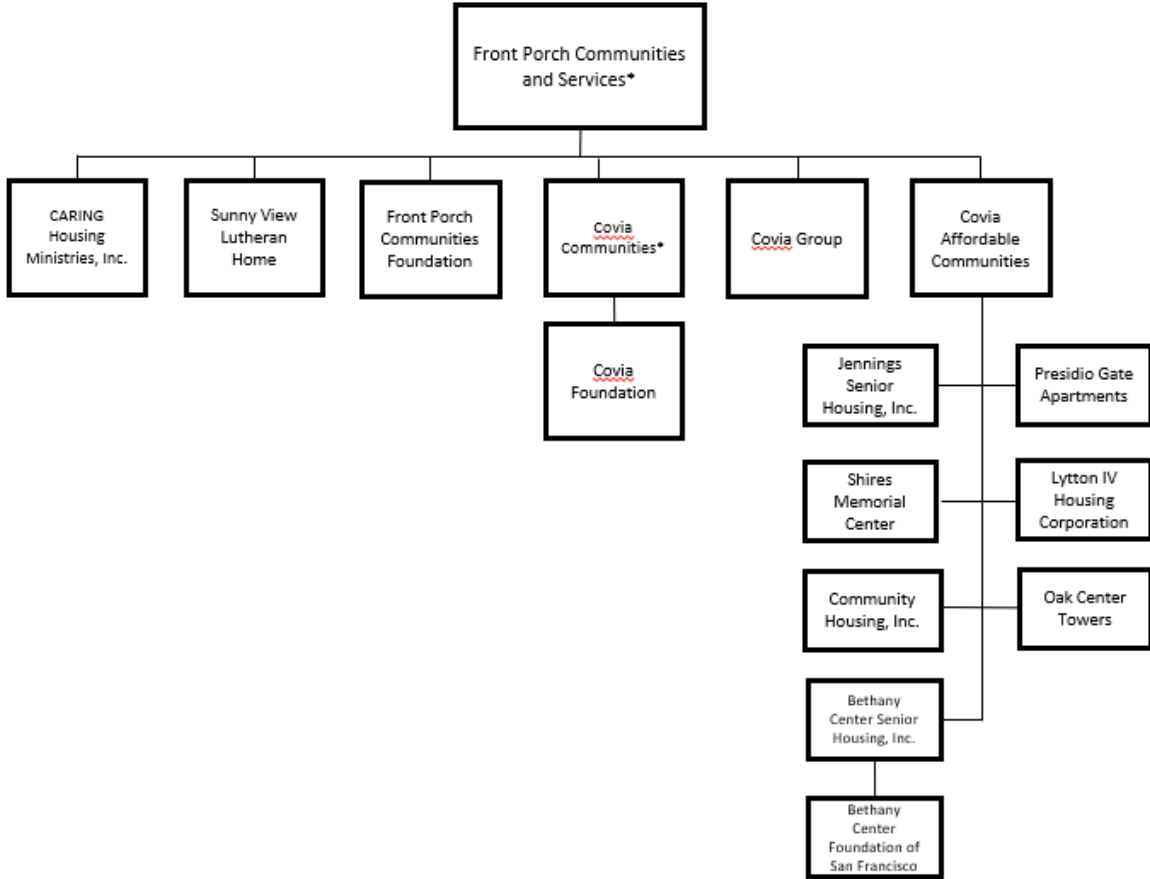 Front Porch Communities
and Services*
CARING
Housing
Ministries, Inc.
Sunny View
Lutheran
Home
Front Porch
Communities
Foundation
Covia
Communities*
Covia Group
Covia
Affordable
Communities
Covia
Foundation
Jennings
Senior
Housing, Inc.
Presidio Gate
Apartments
Shires
Memorial
Center
Lytton IV
Housing
Corporation
Community
Housing, Inc.
Oak Center
Towers
Bethany
Center Senior
Housing, Inc.
Bethany
Center
Foundation of
San Francisco